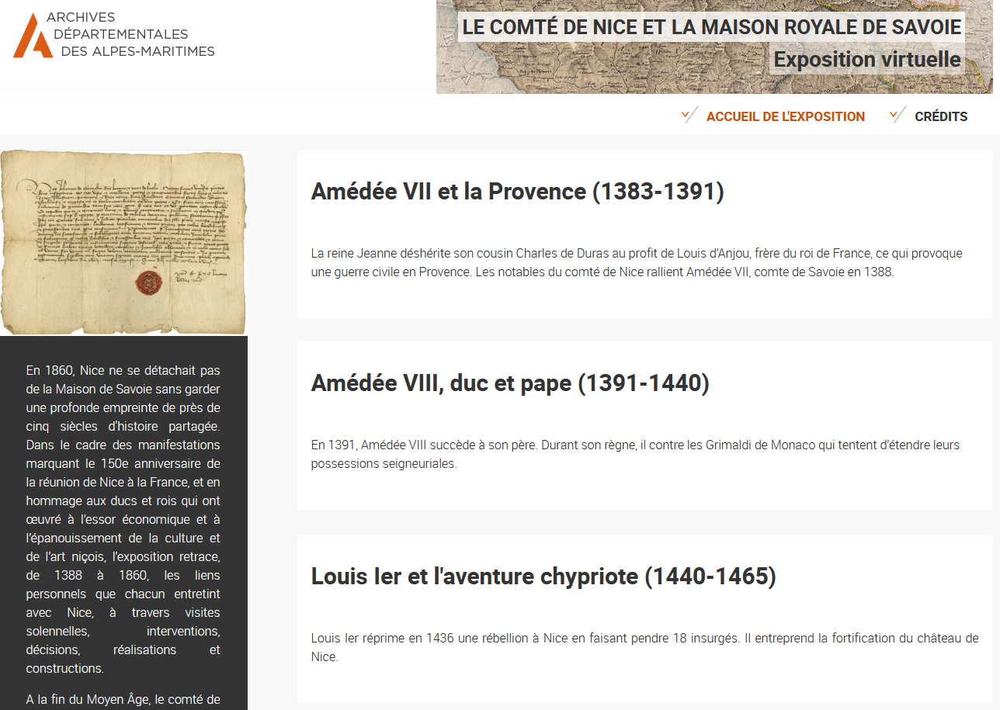 ARCHIVES
DÉPARTEMENTALES
DES ALPES-MARITIMES
LE COMTÉ DE NICE ET LA MAISON ROYALE DE SAVOIE
Exposition virtuelle
ACCUEIL DE L'EXPOSITION
CRÉDITS
En 1860, Nice ne se détachait pas
de la Maison de Savoie sans garder
une profonde empreinte de près de
cinq siècles d'histoire partagée.
Dans le cadre des manifestations
marquant le 150e anniversaire de
la réunion de Nice à la France, et en
hommage aux ducs et rois qui ont
œuvré à l'essor économique et à
l'épanouissement de la culture et
de l'art niçois, l'exposition retrace,
de 1388 à 1860, les liens
personnels que chacun entretint
avec Nice, à travers visites
solennelles, interventions,
décisions, réalisations et
constructions.
A la fin du Moyen Âge, le comté de
Amédée VII et la Provence (1383-1391)
La reine Jeanne déshérite son cousin Charles de Duras au profit de Louis d'Anjou, frère du roi de France, ce qui provoque
une guerre civile en Provence. Les notables du comté de Nice rallient Amédée VII, comte de Savoie en 1388.
Amédée VIII, duc et pape (1391-1440)
En 1391, Amédée VIII succède à son père. Durant son règne, il contre les Grimaldi de Monaco qui tentent d'étendre leurs
possessions seigneuriales.
Louis Ier et l'aventure chypriote (1440-1465)
Louis Ier réprime en 1436 une rébellion à Nice en faisant pendre 18 insurgés. Il entreprend la fortification du château de
Nice.